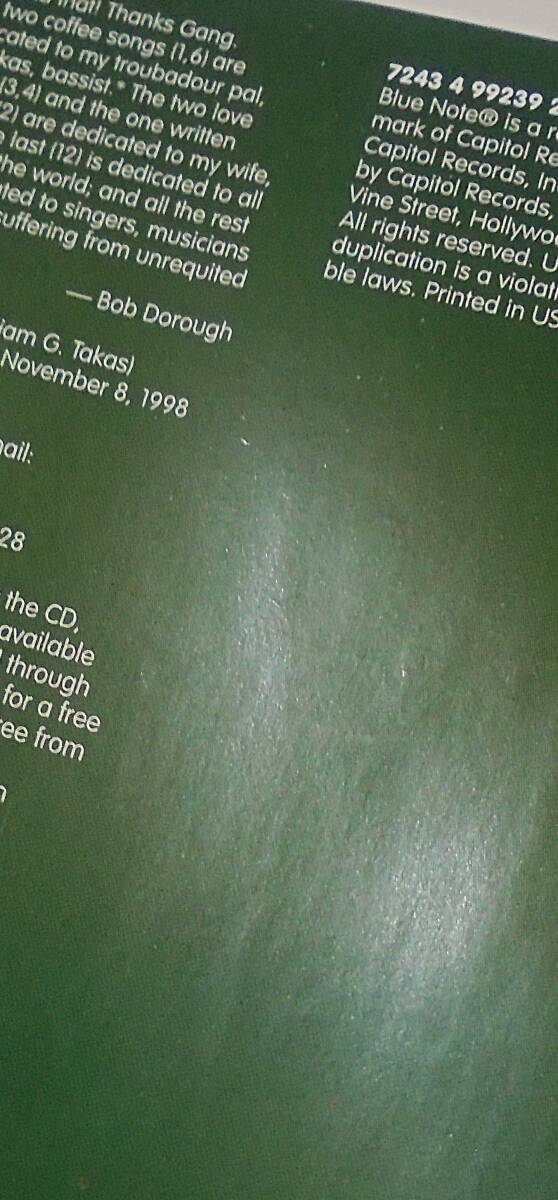 that! Thanks Gang.
two coffee songs (1,6) are
cated to my troubadour pal,
kas, bassist.* The two love
(3,4) and the one written
2) are dedicated to my wife,
last (12) is dedicated to all
the world; and all the rest
ted to singers, musicians
suffering from unrequited
— Bob Dorough
iam G. Takas)
November 8, 1998
ail:
28
the CD,
available
through
for a free
ree from
7243 4 99239 2
Blue Note® is a r
mark of Capitol Re
Capitol Records, In
by Capitol Records,
Vine Street, Hollywoo
All rights reserved. U
duplication is a violati
ble laws. Printed in US